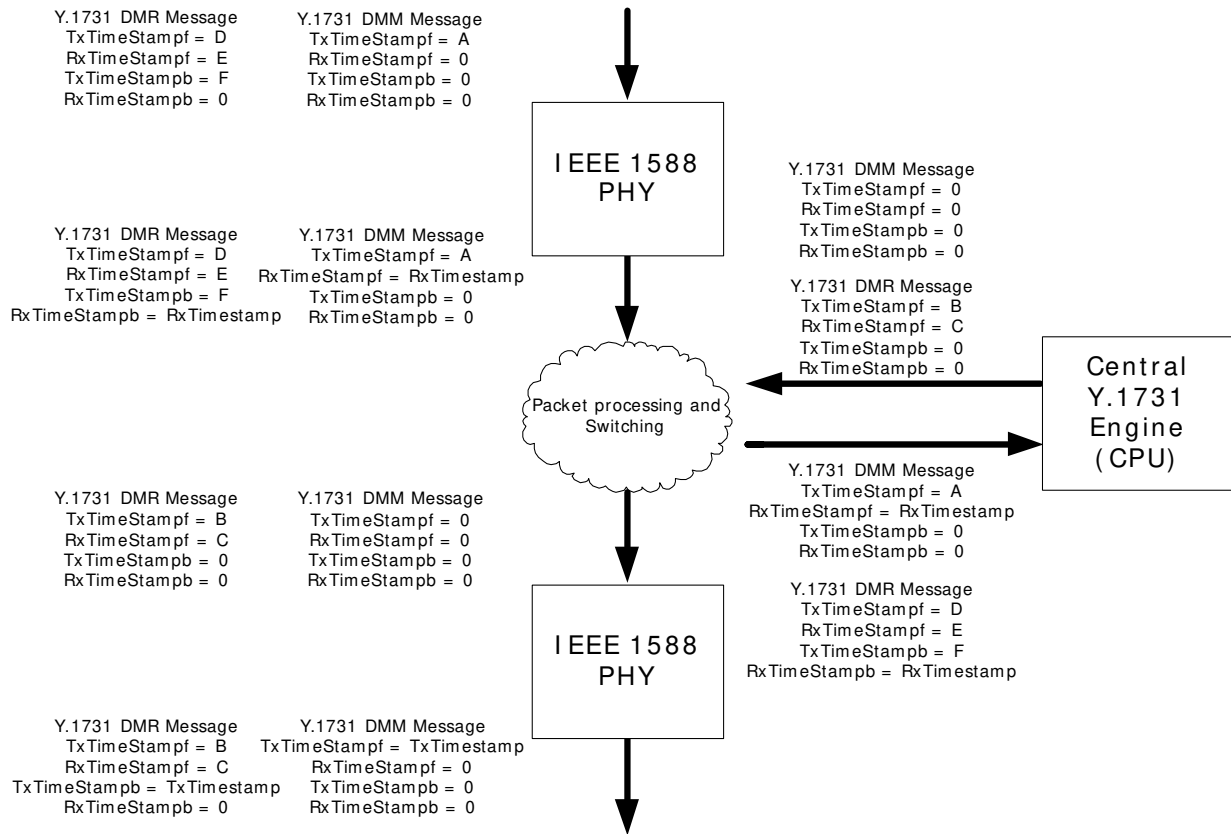 Y.1731 DMR Message
TxTimeStampf = D
RxTimeStampf = E
TxTimeStampb = F
RxTimeStampb = 0
Y.1731 DMM Message
TxTimeStampf = A
RxTimeStampf = 0
TxTimeStampb = 0
RxTimeStampb = 0
IEEE 1588
PHY
Y.1731 DMR Message
TxTimeStampf = D
RxTimeStampf = E
TxTimeStampb = F
RxTimeStampb = RxTimestamp
Y.1731 DMM Message
TxTimeStampf = A
RxTimeStampf = RxTimestamp
TxTimeStampb = 0
RxTimeStampb = 0
Y.1731 DMM Message
TxTimeStampf = 0
RxTimeStampf = 0
TxTimeStampb = 0
RxTimeStampb = 0
Y.1731 DMR Message
TxTimeStampf = B
RxTimeStampf = C
TxTimeStampb = 0
RxTimeStampb = 0
Packet processing and
Switching
Central
Y.1731
Engine
(CPU)
Y.1731 DMM Message
TxTimeStampf = A
RxTimeStampf = RxTimestamp
TxTimeStampb = 0
RxTimeStampb = 0
Y.1731 DMR Message
TxTimeStampf = D
RxTimeStampf = E
TxTimeStampb = F
RxTimeStampb = RxTimestamp
Y.1731 DMR Message
TxTimeStampf = B
RxTimeStampf = C
TxTimeStampb = 0
RxTimeStampb = 0
Y.1731 DMM Message
TxTimeStampf = 0
RxTimeStampf = 0
TxTimeStampb = 0
RxTimeStampb = 0
IEEE 1588
PHY
Y.1731 DMR Message
TxTimeStampf = B
RxTimeStampf = C
TxTimeStampb = TxTimestamp
RxTimeStampb = 0
Y.1731 DMM Message
TxTimeStampf = TxTimestamp
RxTimeStampf = 0
TxTimeStampb = 0
RxTimeStampb = 0